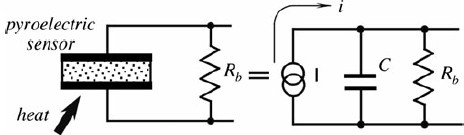 pyroelectric
sensor
heat
R_b
=
i
I
C
R_b